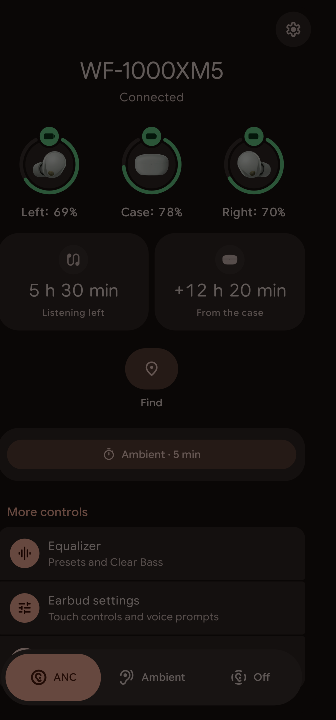 WF-1000XM5
Connected
Left: 69% Case: 78% Right: 70%
5 h 30 min +12 h 20 min
Listening left From the case
Find
Ambient · 5 min
More controls
Equalizer
Presets and Clear Bass
Earbud settings
Touch controls and voice prompts
ANC Ambient Off